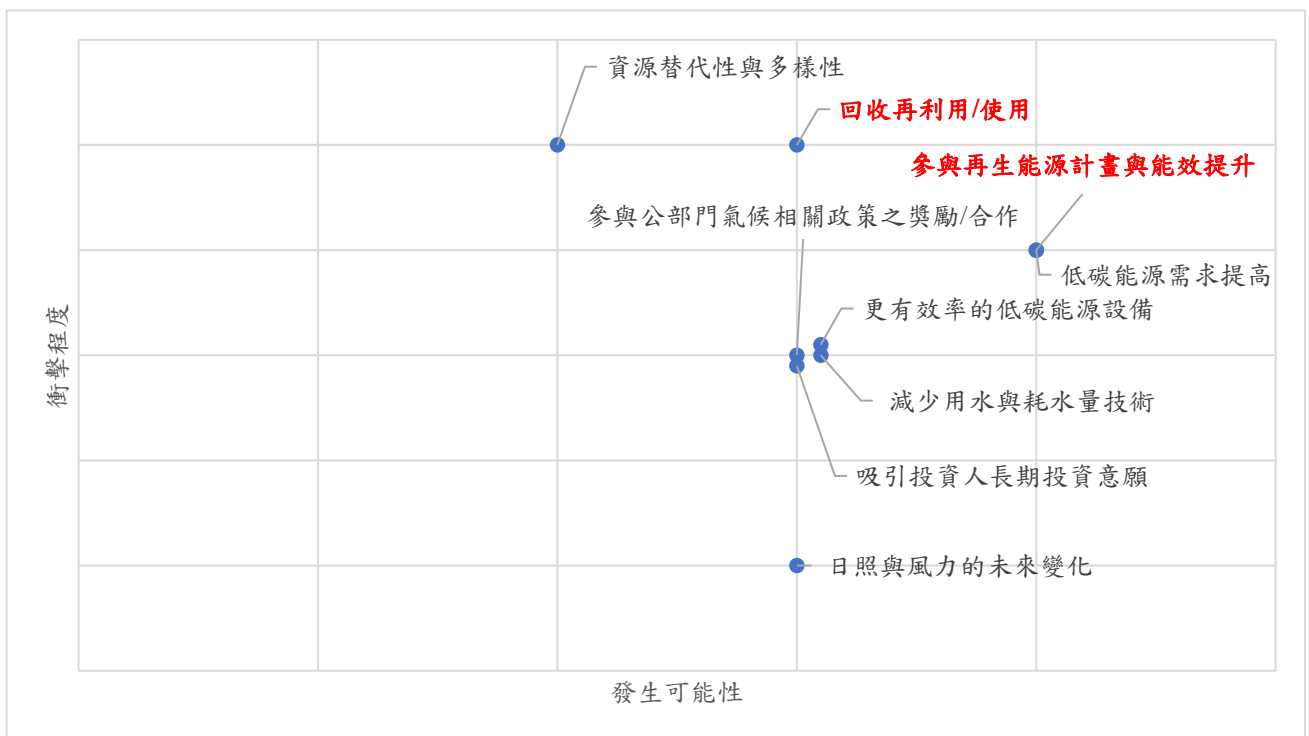 資源替代性與多樣性
回收再利用/使用
參與再生能源計畫與能效提升
參與公部門氣候相關政策之獎勵/合作
低碳能源需求提高
更有效率的低碳能源設備
減少用水與耗水量技術
吸引投資人長期投資意願
日照與風力的未來變化
衝擊程度
發生可能性